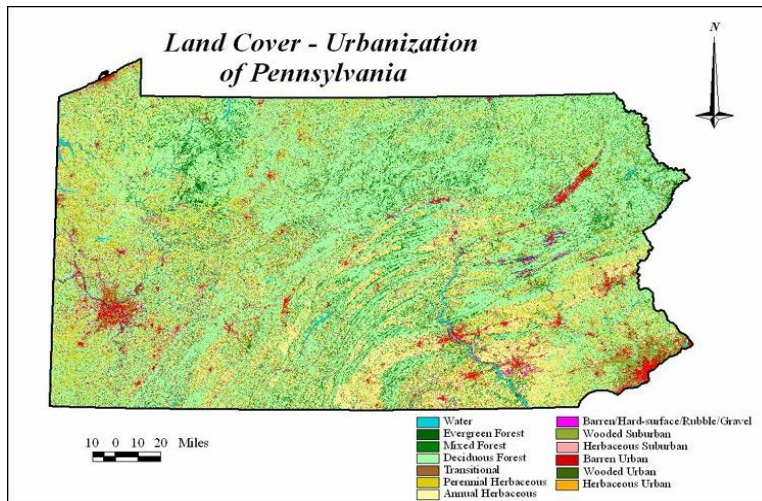 Land Cover - Urbanization
of Pennsylvania
N
10 0 10 20 Miles
Water
Evergreen Forest
Mixed Forest
Deciduous Forest
Transitional
Perennial Herbaceous
Annual Herbaceous
Barren/Hard-surface/Rubble/Gravel
Wooded Suburban
Herbaceous Suburban
Barren Urban
Wooded Urban
Herbaceous Urban